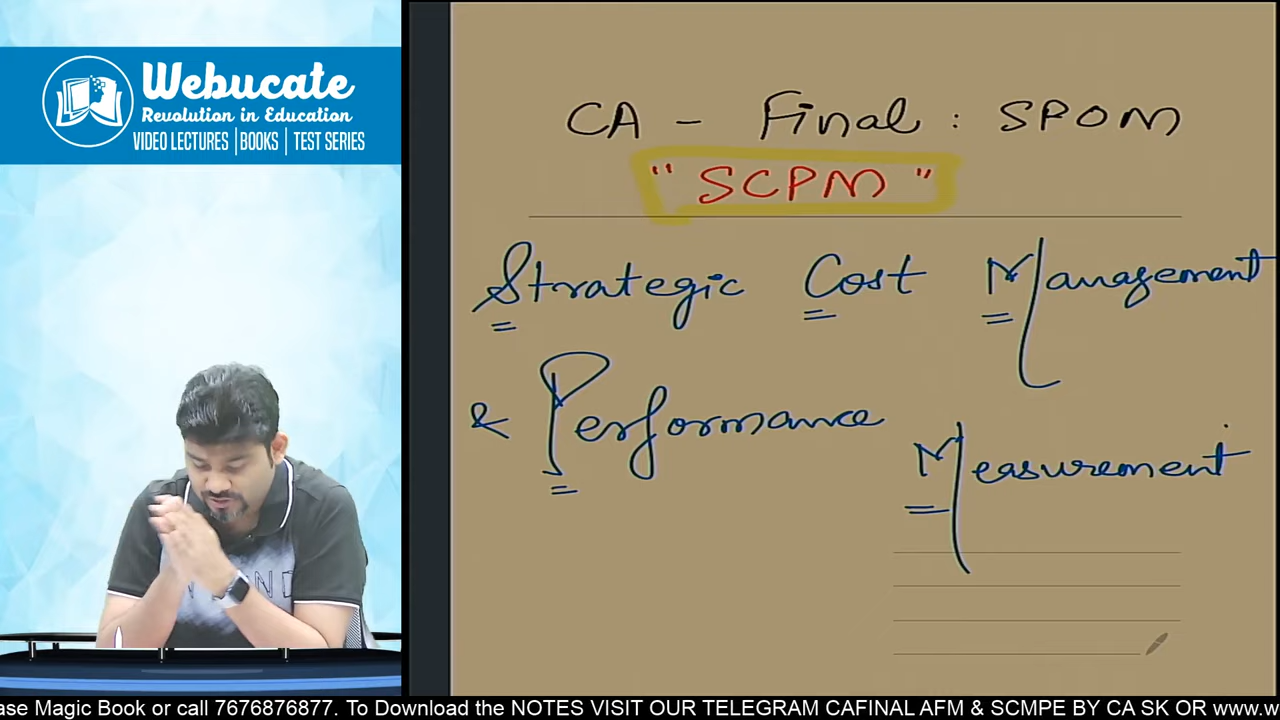 Webucate
Revolution in Education
VIDEO LECTURES | BOOKS | TEST SERIES
CA - Final : SPOM
"SCPM"
Strategic Cost Management
& Performance
Measurement
ase Magic Book or call 7676876877. To Download the NOTES VISIT OUR TELEGRAM CAFINAL AFM & SCMPE BY CA SK OR www.w